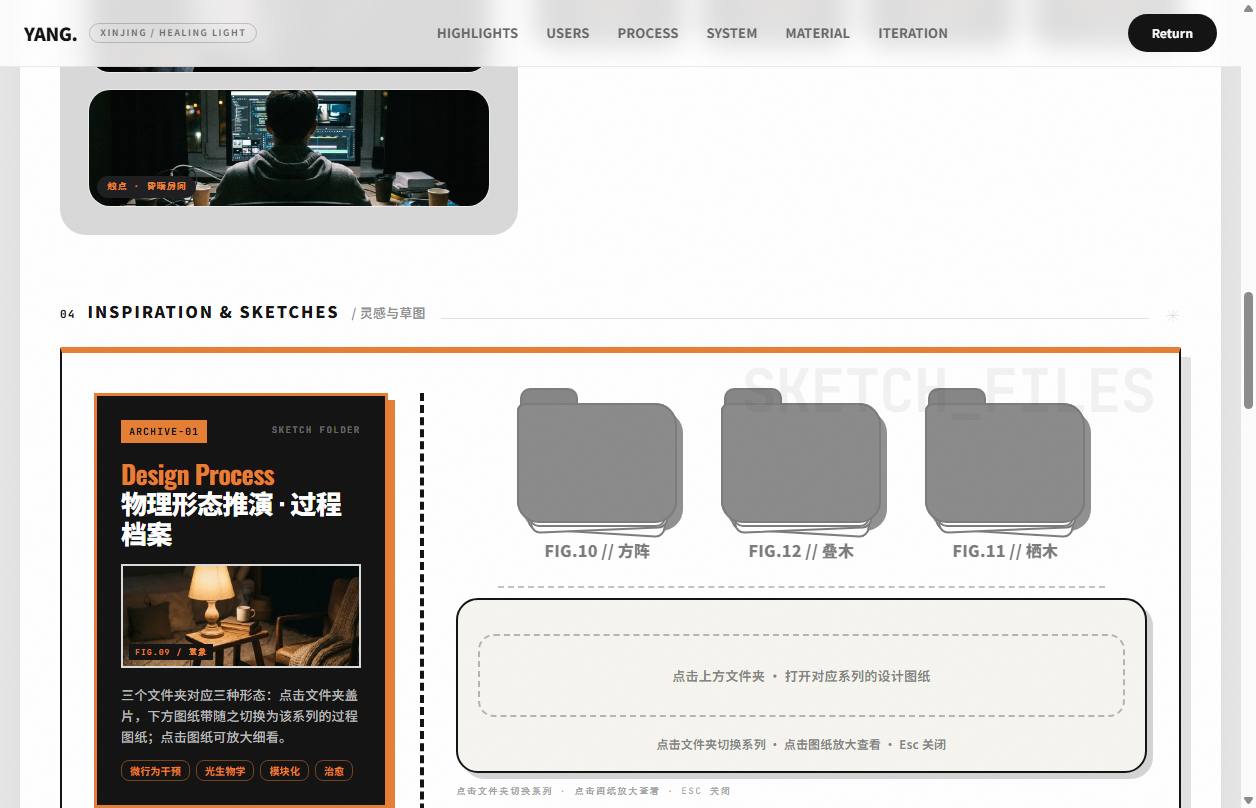 YANG.
XINJING / HEALING LIGHT
HIGHLIGHTS
USERS
PROCESS
SYSTEM
MATERIAL
ITERATION
Return
触点 · 昏暗房间
04 INSPIRATION & SKETCHES / 灵感与草图
SKETCH_FILES
ARCHIVE-01
SKETCH FOLDER
Design Process
物理形态推演 · 过程
档案
FIG.09 / 意象
三个文件夹对应三种形态：点击文件夹盖
片，下方图纸带随之切换为该系列的过程
图纸；点击图纸可放大细看。
微行为干预
光生物学
模块化
治愈
FIG.10 // 方阵
FIG.12 // 叠木
FIG.11 // 栖木
点击上方文件夹 • 打开对应系列的设计图纸
点击文件夹切换系列 • 点击图纸放大查看 • Esc 关闭
点击文件夹切换系列 · 点击图纸放大查看 · ESC 关闭